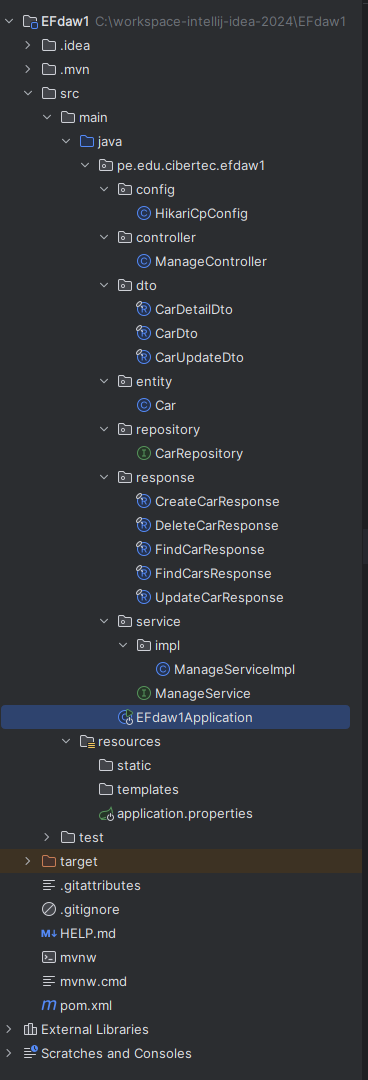 EFdaw1 C:\workspace-intellij-idea-2024\EFdaw1
.idea
.mvn
src
main
java
pe.edu.cibertec.efdaw1
config
HikariCpConfig
controller
ManageController
dto
CarDetailDto
CarDto
CarUpdateDto
entity
Car
repository
CarRepository
response
CreateCarResponse
DeleteCarResponse
FindCarResponse
FindCarsResponse
UpdateCarResponse
service
impl
ManageServiceImpl
ManageService
EFdaw1Application
resources
static
templates
application.properties
test
target
.gitattributes
.gitignore
HELP.md
mvnw
mvnw.cmd
pom.xml
External Libraries
Scratches and Consoles